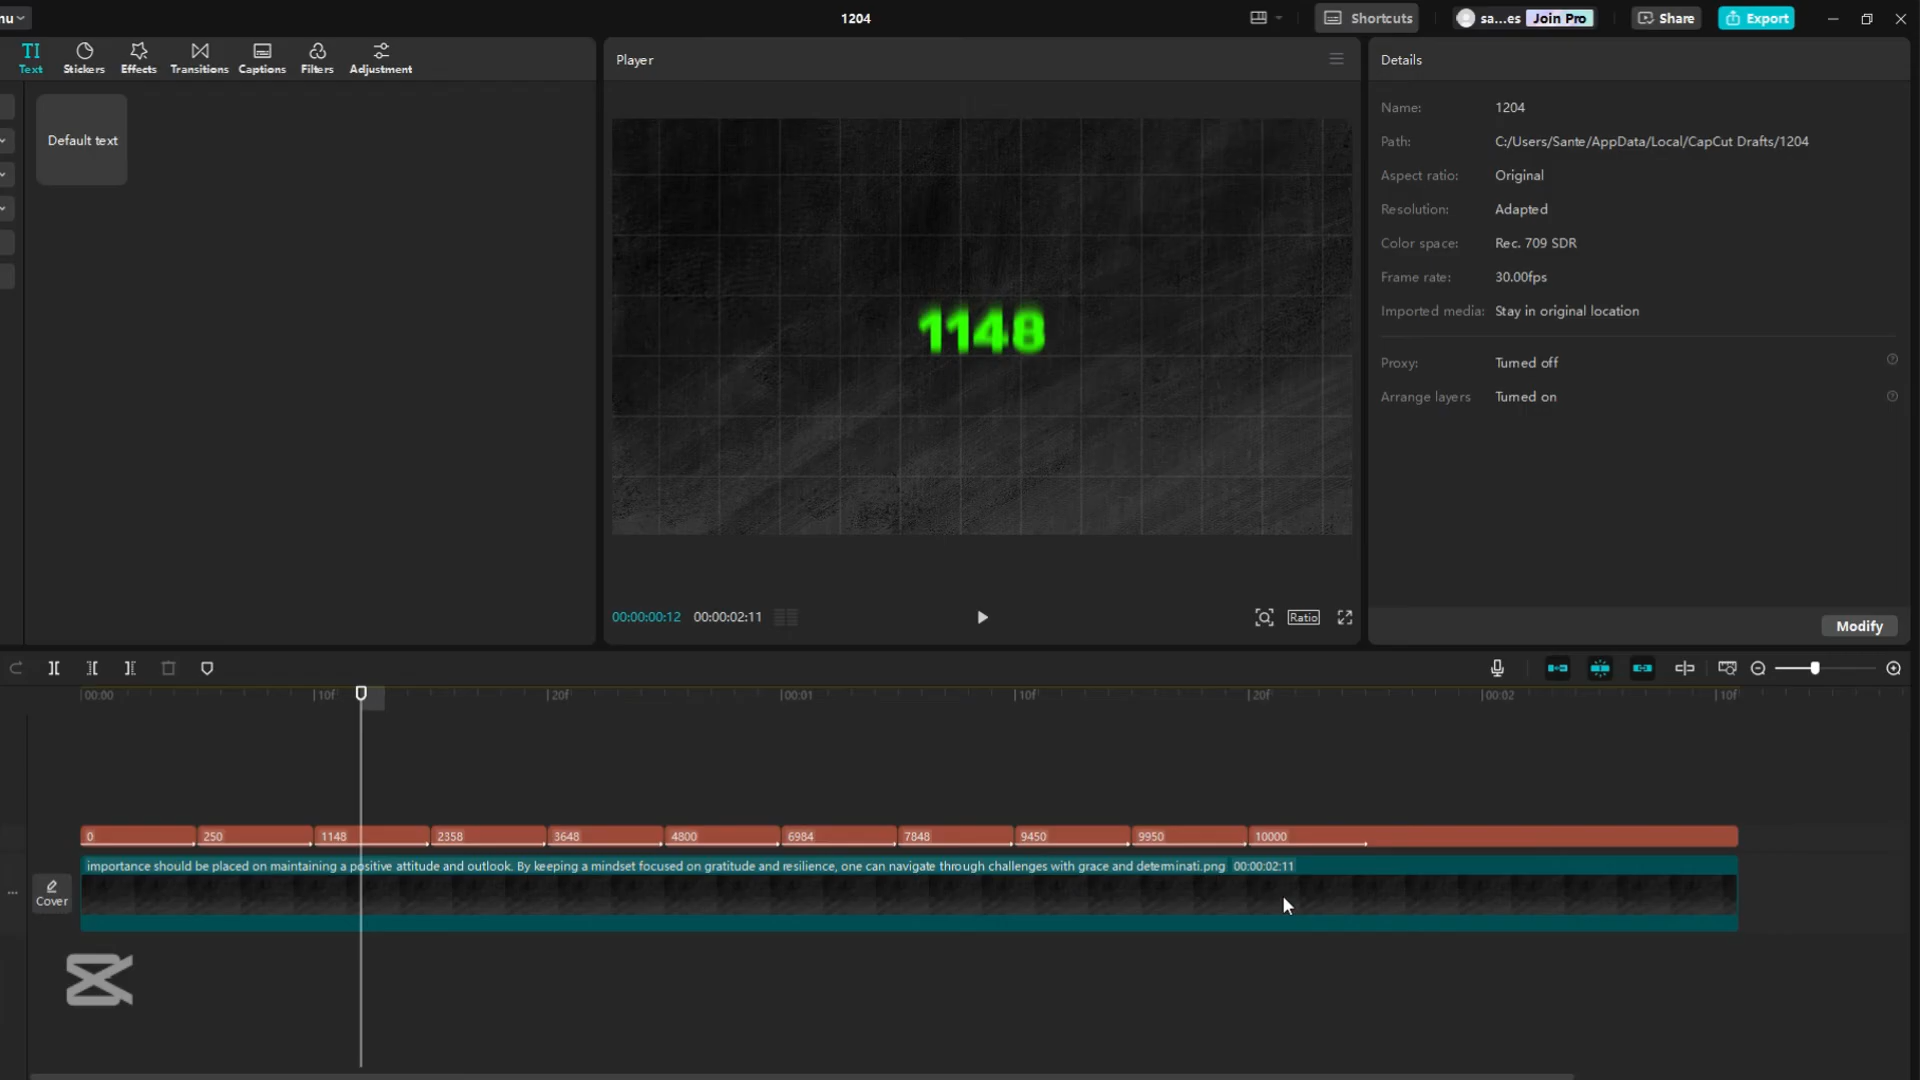 nu
1204
Shortcuts
sa...es
Join Pro
Share
Export
TI
Text
Stickers
Effects
Transitions
Captions
Filters
Adjustment
Default text
Player
1148
00:00:00:12
00:00:02:11
Ratio
Details
Name: 1204
Path: C:/Users/Sante/AppData/Local/CapCut Drafts/1204
Aspect ratio: Original
Resolution: Adapted
Color space: Rec. 709 SDR
Frame rate: 30.00fps
Imported media: Stay in original location
Proxy: Turned off
Arrange layers Turned on
Modify
00:00 10f 20f 00:01 10f 20f 00:02 10f
0 250 1148 2358 3648 4800 6984 7848 9450 9950 10000
importance should be placed on maintaining a positive attitude and outlook. By keeping a mindset focused on gratitude and resilience, one can navigate through challenges with grace and determinati.png 00:00:02:11
Cover